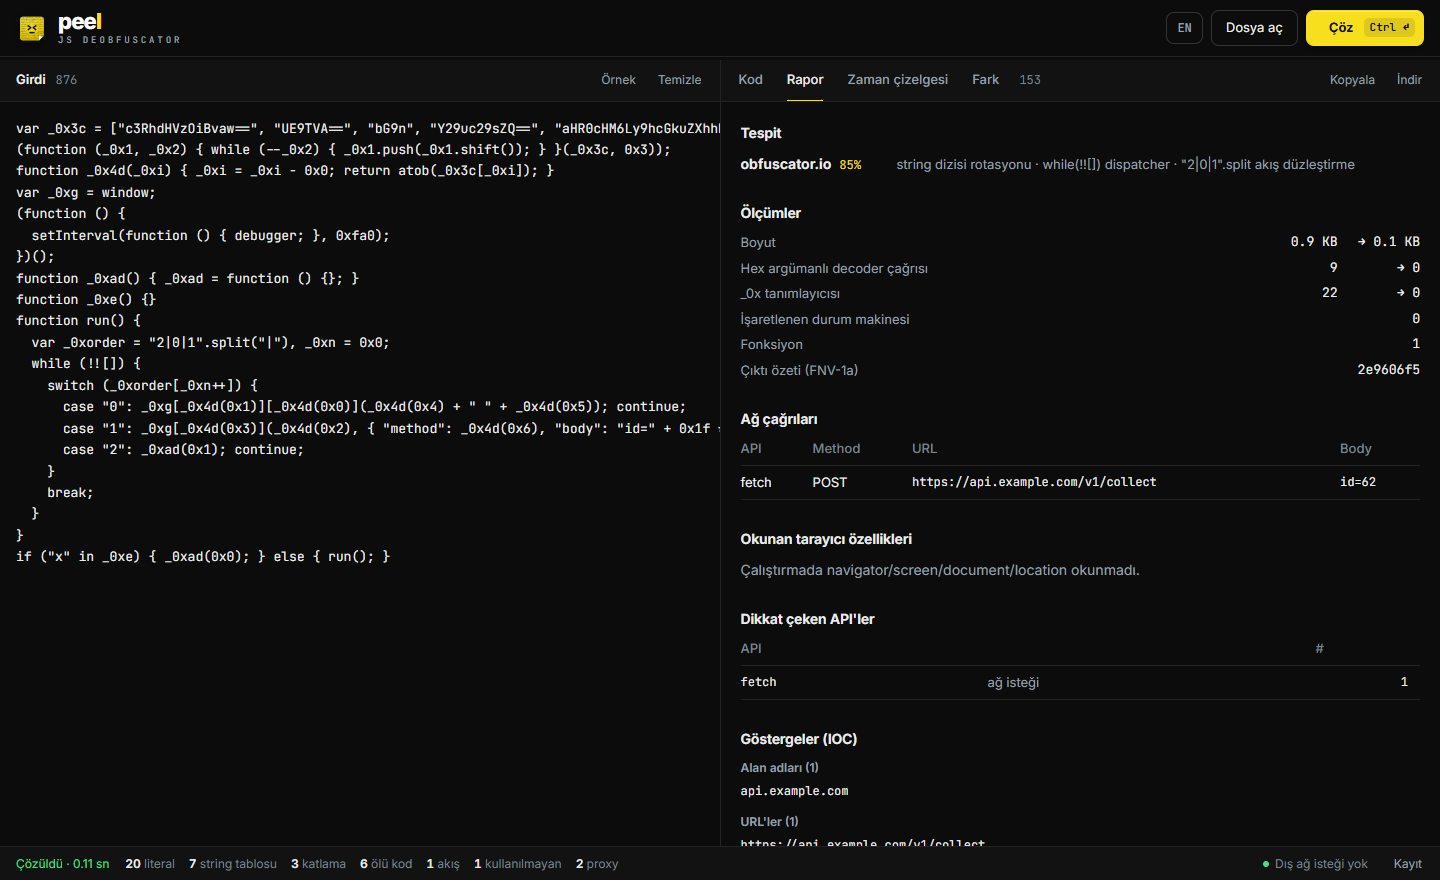 peel
JS DEOBFUSCATOR
EN
Dosya aç
Çöz Ctrl ⏎
Girdi 876
Örnek Temizle
Kod Rapor Zaman çizelgesi Fark 153
Kopyala İndir
var _0x3c = ["c3RhdHVzOiBvaw==", "UE9TVA==", "bG9n", "Y29uc29sZQ==", "aHR0cHM6Ly9hcGkuZXhh
(function (_0x1, _0x2) { while (--_0x2) { _0x1.push(_0x1.shift()); } }(_0x3c, 0x3));
function _0x4d(_0xi) { _0xi = _0xi - 0x0; return atob(_0x3c[_0xi]); }
var _0xg = window;
(function () {
setInterval(function () { debugger; }, 0xfa0);
})();
function _0xad() { _0xad = function () {}; }
function _0xe() {}
function run() {
var _0xorder = "2|0|1".split("|"), _0xn = 0x0;
while (!![]) {
switch (_0xorder[_0xn++]) {
case "0": _0xg[_0x4d(0x1)][_0x4d(0x0)](_0x4d(0x4) + " " + _0x4d(0x5)); continue;
case "1": _0xg[_0x4d(0x3)](_0x4d(0x2), { "method": _0x4d(0x6), "body": "id=" + 0x1f
case "2": _0xad(0x1); continue;
}
break;
}
}
if ("x" in _0xe) { _0xad(0x0); } else { run(); }
Tespit
obfuscator.io 85% string dizisi rotasyonu · while(!![]) dispatcher · "2|0|1".split akış düzleştirme
Ölçümler
Boyut 0.9 KB → 0.1 KB
Hex argümanlı decoder çağrısı 9 → 0
_0x tanımlayıcısı 22 → 0
İşaretlenen durum makinesi 0
Fonksiyon 1
Çıktı özeti (FNV-1a) 2e9606f5
Ağ çağrıları
API Method URL Body
fetch POST https://api.example.com/v1/collect id=62
Okunan tarayıcı özellikleri
Çalıştırmada navigator/screen/document/location okunmadı.
Dikkat çeken API'ler
API #
fetch ağ isteği 1
Göstergeler (IOC)
Alan adları (1)
api.example.com
URL'ler (1)
https://api.example.com/v1/collect
Çözüldü · 0.11 sn 20 literal 7 string tablosu 3 katlama 6 ölü kod 1 akış 1 kullanılmayan 2 proxy
Dış ağ isteği yok Kayıt